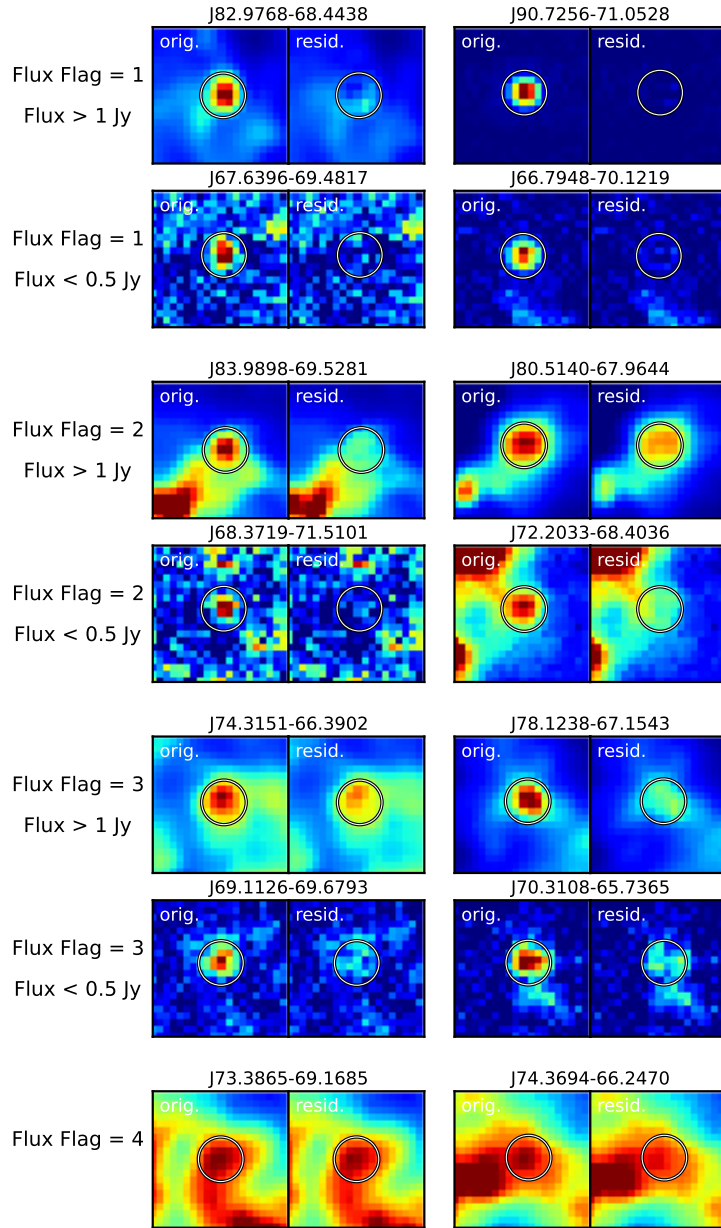 J82.9768-68.4438 J90.7256-71.0528
orig. resid. orig. resid.
Flux Flag = 1
Flux > 1 Jy
J67.6396-69.4817 J66.7948-70.1219
orig. resid. orig. resid.
Flux Flag = 1
Flux < 0.5 Jy
J83.9898-69.5281 J80.5140-67.9644
orig. resid. orig. resid.
Flux Flag = 2
Flux > 1 Jy
J68.3719-71.5101 J72.2033-68.4036
orig. resid. orig. resid.
Flux Flag = 2
Flux < 0.5 Jy
J74.3151-66.3902 J78.1238-67.1543
orig. resid. orig. resid.
Flux Flag = 3
Flux > 1 Jy
J69.1126-69.6793 J70.3108-65.7365
orig. resid. orig. resid.
Flux Flag = 3
Flux < 0.5 Jy
J73.3865-69.1685 J74.3694-66.2470
orig. resid. orig. resid.
Flux Flag = 4